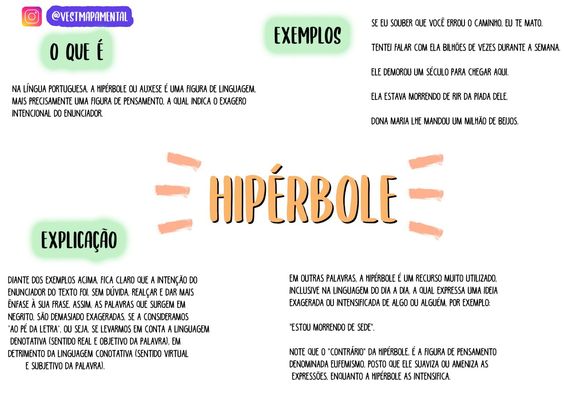 @VESTMAPAMENTAL
O QUE É
NA LÍNGUA PORTUGUESA, A HIPÉRBOLE OU AUXESE É UMA FIGURA DE LINGUAGEM,
MAIS PRECISAMENTE UMA FIGURA DE PENSAMENTO, A QUAL INDICA O EXAGERO
INTENCIONAL DO ENUNCIADOR.
EXEMPLOS
SE EU SOUBER QUE VOCÊ ERROU O CAMINHO, EU TE MATO.
TENTEI FALAR COM ELA BILHÕES DE VEZES DURANTE A SEMANA.
ELE DEMOROU UM SÉCULO PARA CHEGAR AQUI.
ELA ESTAVA MORRENDO DE RIR DA PIADA DELE.
DONA MARIA LHE MANDOU UM MILHÃO DE BEIJOS.
HIPÉRBOLE
EXPLICAÇÃO
DIANTE DOS EXEMPLOS ACIMA, FICA CLARO QUE A INTENÇÃO DO
ENUNCIADOR DO TEXTO FOI SEM DÚVIDA, REALÇAR E DAR MAIS
ÊNFASE À SUA FRASE. ASSIM, AS PALAVRAS QUE SURGEM EM
NEGRITO, SÃO DEMASIADO EXAGERADAS, SE A CONSIDERAMOS
"AO PÉ DA LETRA", OU SEJA, SE LEVARMOS EM CONTA A LINGUAGEM
DENOTATIVA (SENTIDO REAL E OBJETIVO DA PALAVRA), EM
DETRIMENTO DA LINGUAGEM CONOTATIVA (SENTIDO VIRTUAL
E SUBJETIVO DA PALAVRA).
EM OUTRAS PALAVRAS, A HIPÉRBOLE É UM RECURSO MUITO UTILIZADO,
INCLUSIVE NA LINGUAGEM DO DIA A DIA, A QUAL EXPRESSA UMA IDEIA
EXAGERADA OU INTENSIFICADA DE ALGO OU ALGUÉM, POR EXEMPLO:
"ESTOU MORRENDO DE SEDE".
NOTE QUE O "CONTRÁRIO" DA HIPÉRBOLE, É A FIGURA DE PENSAMENTO
DENOMINADA EUFEMISMO, POSTO QUE ELE SUAVIZA OU AMENIZA AS
EXPRESSÕES, ENQUANTO A HIPÉRBOLE AS INTENSIFICA.